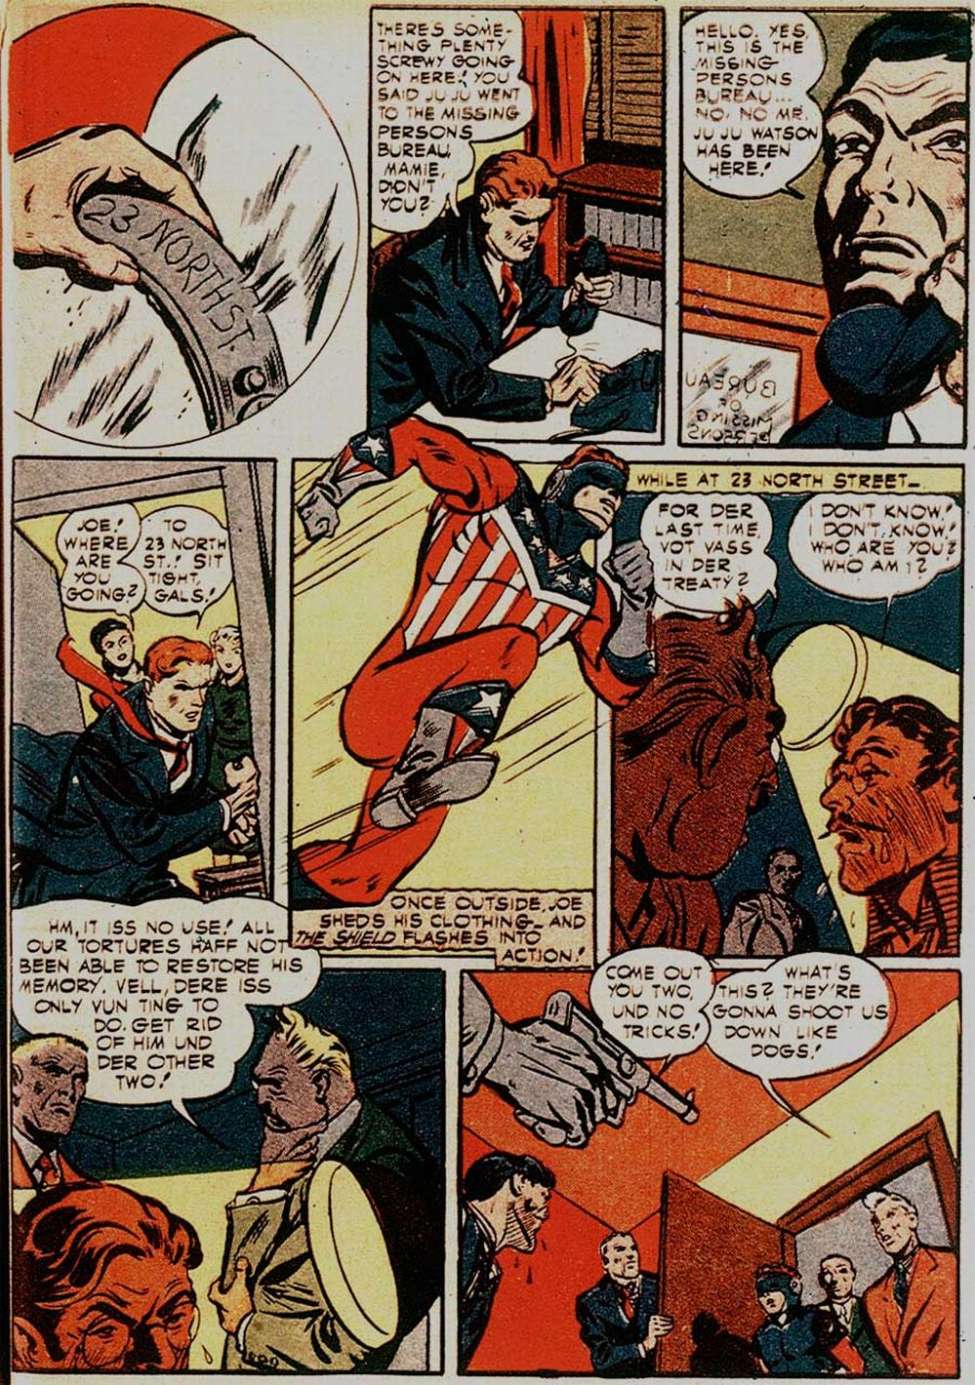 23 NORTH ST.
THERE'S SOME-
THING PLENTY
SCREWY GOING
ON HERE! YOU
SAID JU JU WENT
TO THE MISSING
PERSONS
BUREAU,
MAMIE,
DIDN'T
YOU?
HELLO, YES,
THIS IS THE
MISSING
PERSONS
BUREAU...
NO, NO MR.
JU JU WATSON
HAS BEEN
HERE!
BUREAU
OF
MISSING
PERSONS
JOE!
WHERE
ARE
YOU
GOING?
TO
23 NORTH
ST.! SIT
TIGHT,
GALS!
ONCE OUTSIDE, JOE
SHEDS HIS CLOTHING_ AND
THE SHIELD FLASHES INTO
ACTION!
WHILE AT 23 NORTH STREET_
FOR DER
LAST TIME,
VOT VASS
IN DER
TREATY?
I DON'T KNOW!
I DON'T, KNOW!
WHO ARE YOU?
WHO AM I?
HM, IT ISS NO USE! ALL
OUR TORTURES HAFF NOT
BEEN ABLE TO RESTORE HIS
MEMORY. VELL, DERE ISS
ONLY VUN TING TO
DO. GET RID
OF HIM UND
DER OTHER
TWO!
COME OUT
YOU TWO,
UND NO
TRICKS!
WHAT'S
THIS? THEY'RE
GONNA SHOOT US
DOWN LIKE
DOGS!